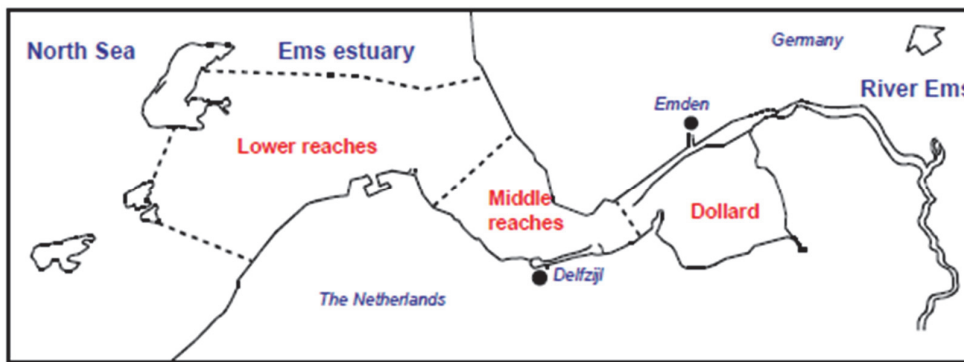 Germany
North Sea
Ems estuary
River Ems
Emden
Lower reaches
Middle
reaches
Dollard
Delfzijl
The Netherlands